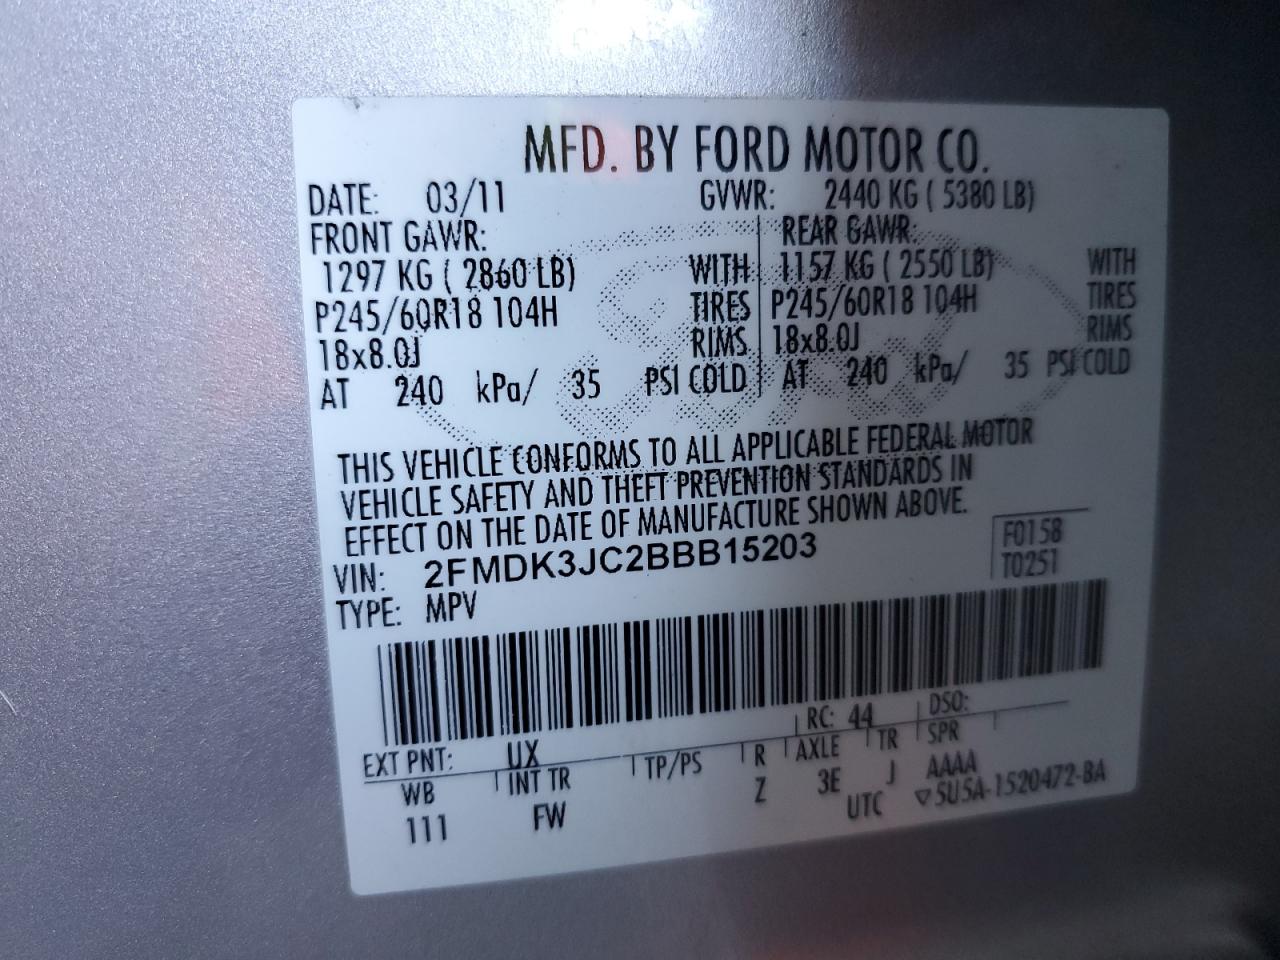 MFD. BY FORD MOTOR CO.
DATE: 03/11 GVWR: 2440 KG ( 5380 LB)
FRONT GAWR: REAR GAWR:
1297 KG ( 2860 LB) WITH 1157 KG ( 2550 LB) WITH
P245/60R18 104H TIRES P245/60R18 104H TIRES
18x8.0J RIMS 18x8.0J RIMS
AT 240 kPa/ 35 PSI COLD AT 240 kPa/ 35 PSI COLD
THIS VEHICLE CONFORMS TO ALL APPLICABLE FEDERAL MOTOR
VEHICLE SAFETY AND THEFT PREVENTION STANDARDS IN
EFFECT ON THE DATE OF MANUFACTURE SHOWN ABOVE.
VIN: 2FMDK3JC2BBB15203 F0158
TYPE: MPV T0251
EXT PNT: UX RC: 44 DSO:
WB INT TR TP/PS R AXLE TR SPR
111 FW Z 3E J AAAA
UTC ▽5U5A-1520472-BA